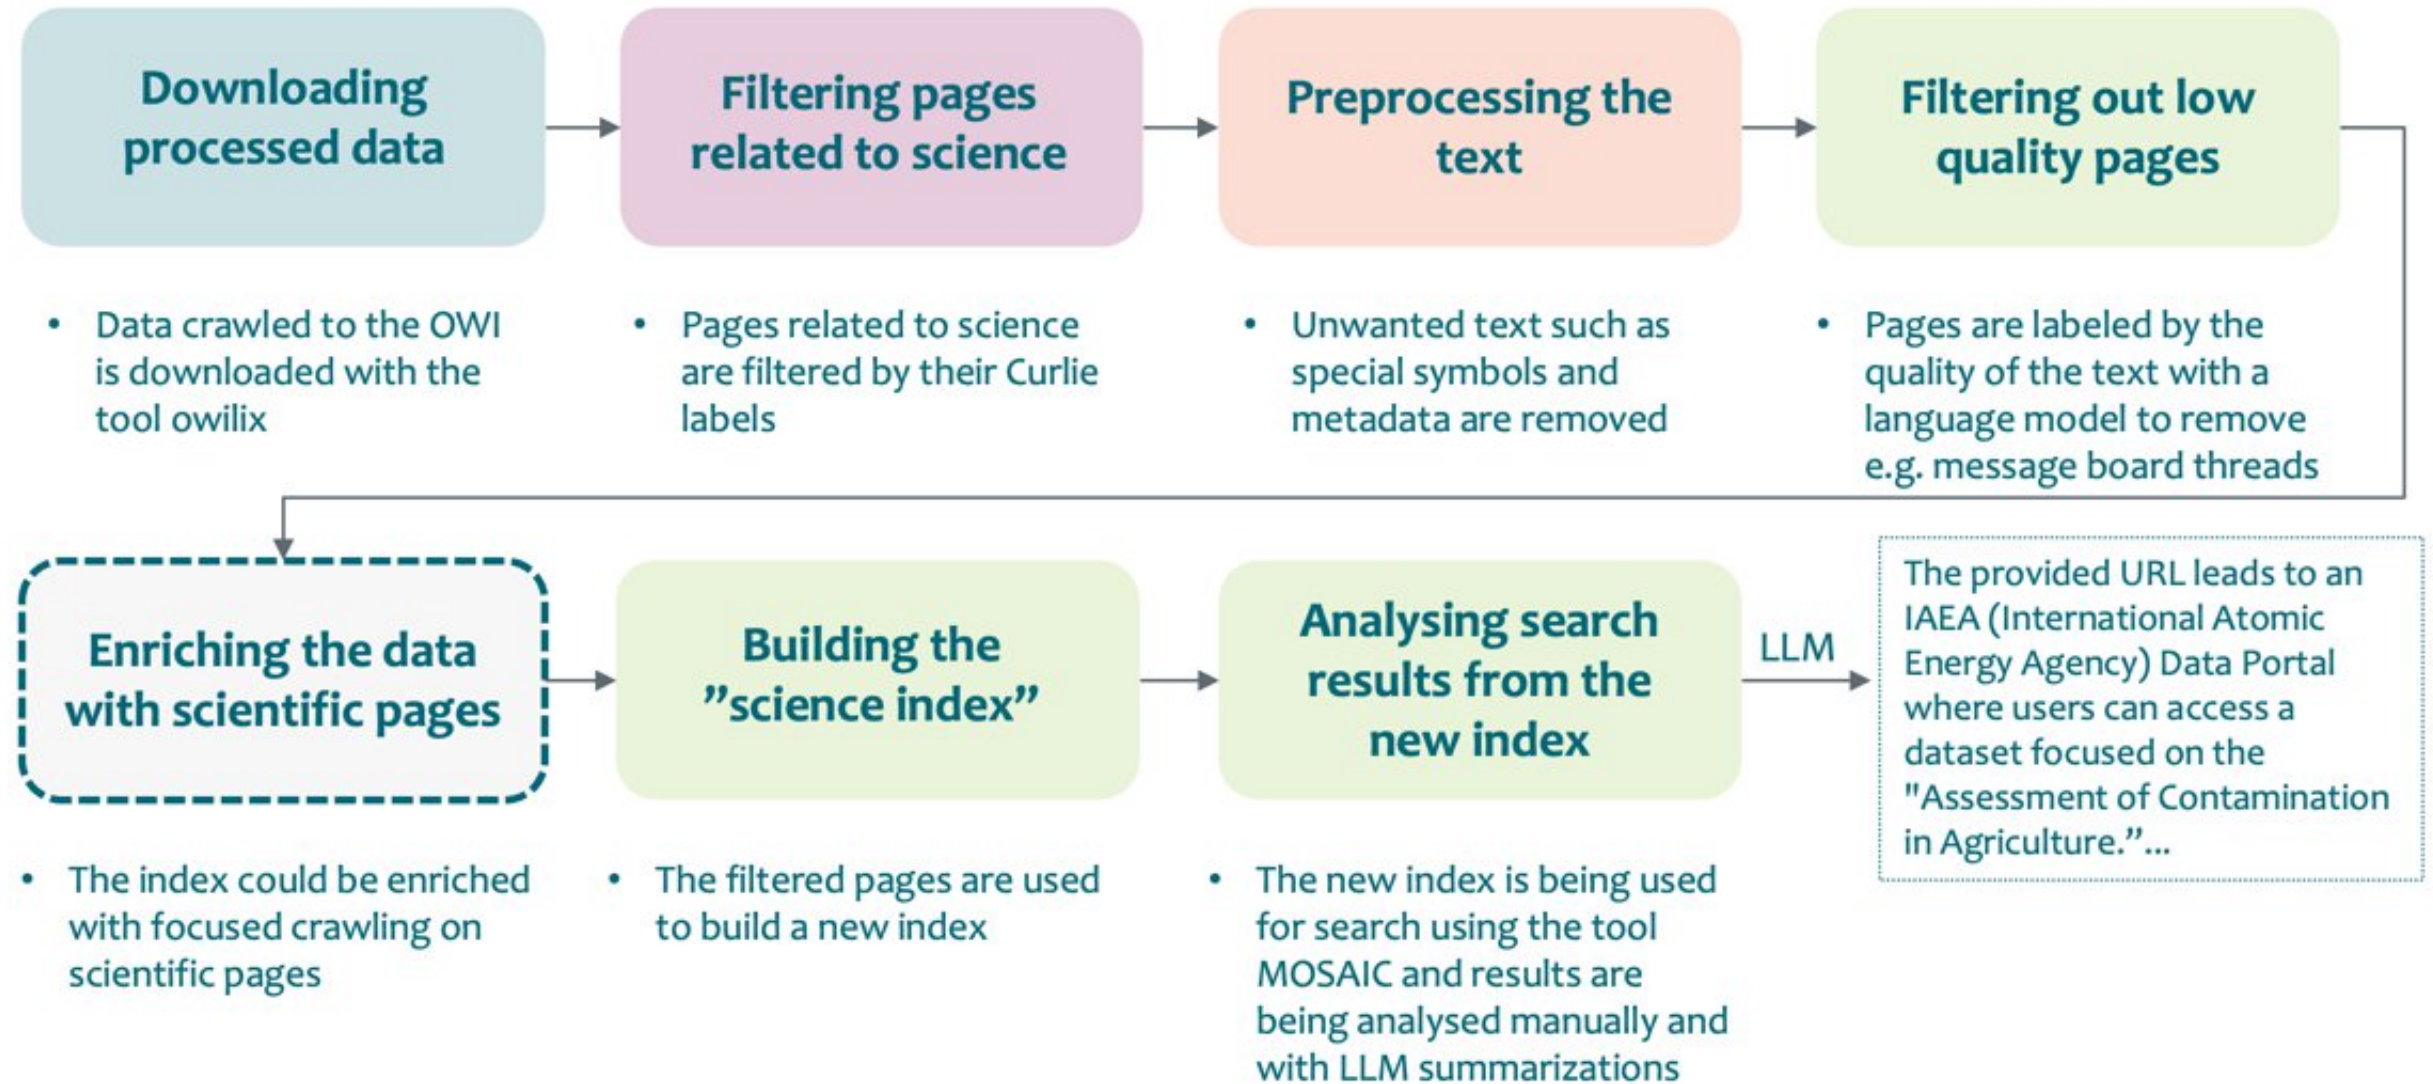 Downloading
processed data
Filtering pages
related to science
Preprocessing the
text
Filtering out low
quality pages
• Data crawled to the OWI
is downloaded with the
tool owilix
• Pages related to science
are filtered by their Curlie
labels
• Unwanted text such as
special symbols and
metadata are removed
• Pages are labeled by the
quality of the text with a
language model to remove
e.g. message board threads
Enriching the data
with scientific pages
Building the
”science index”
Analysing search
results from the
new index
LLM
The provided URL leads to an
IAEA (International Atomic
Energy Agency) Data Portal
where users can access a
dataset focused on the
"Assessment of Contamination
in Agriculture.”...
• The index could be enriched
with focused crawling on
scientific pages
• The filtered pages are used
to build a new index
• The new index is being used
for search using the tool
MOSAIC and results are
being analysed manually and
with LLM summarizations